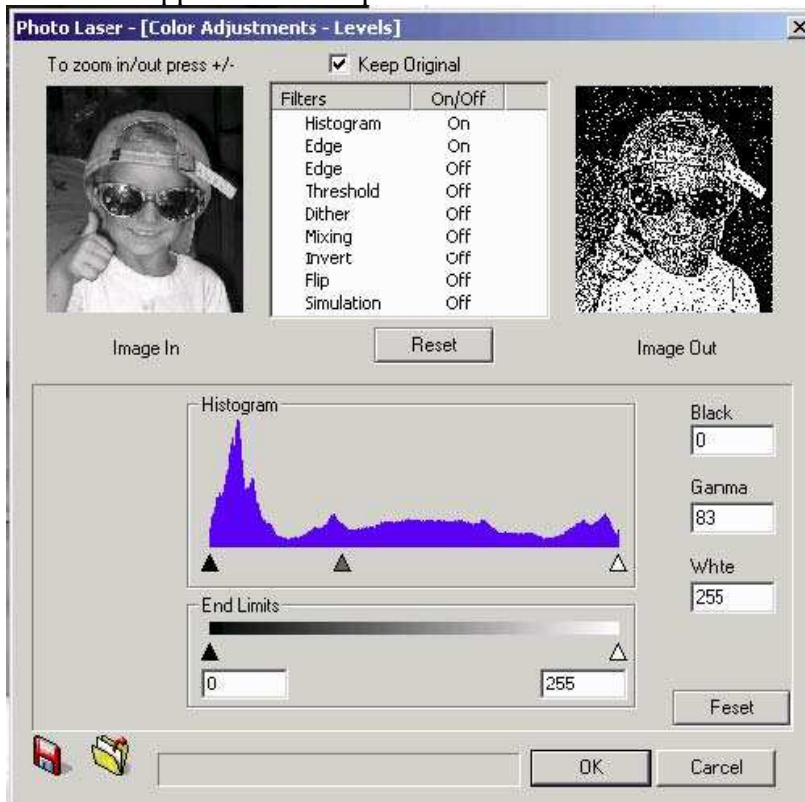 Photo Laser - [Color Adjustments - Levels]
To zoom in/out press +/-
Keep Original
Filters On/Off
Histogram On
Edge On
Edge Off
Threshold Off
Dither Off
Mixing Off
Invert Off
Flip Off
Simulation Off
Image In
Reset
Image Out
Histogram
Black
0
Gamma
83
Whte
255
End Limits
0
255
Feset
OK
Carcel